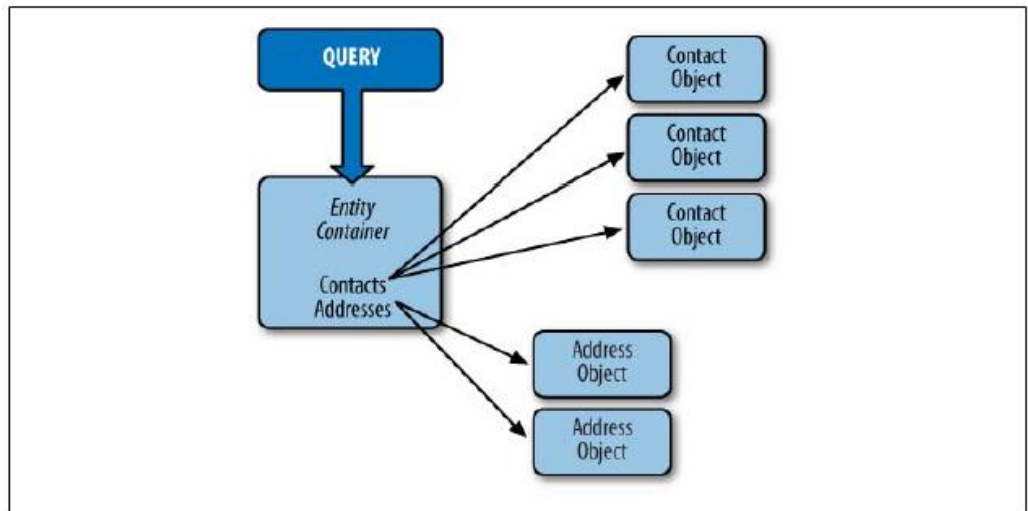 QUERY
Entity
Container
Contacts
Addresses
Contact
Object
Contact
Object
Contact
Object
Address
Object
Address
Object